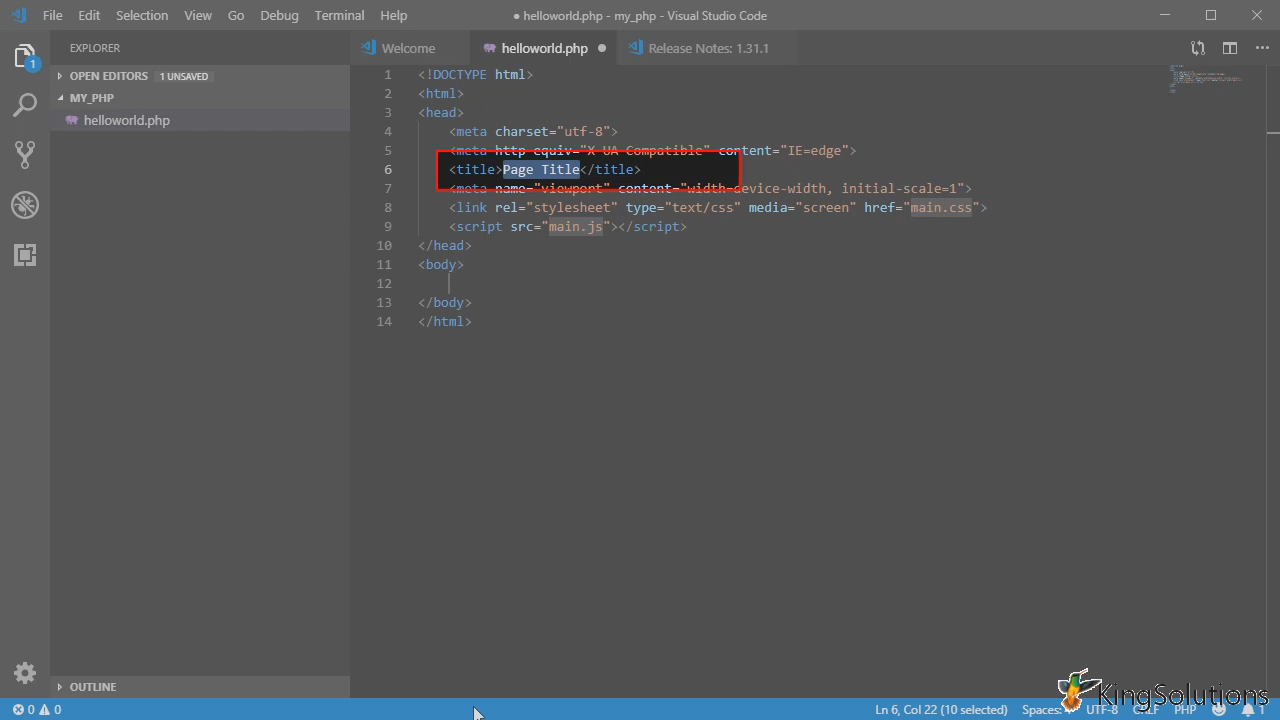 File Edit Selection View Go Debug Terminal Help
● helloworld.php - my_php - Visual Studio Code
EXPLORER
Welcome
helloworld.php ●
Release Notes: 1.31.1
OPEN EDITORS 1 UNSAVED
MY_PHP
helloworld.php
OUTLINE
1 <!DOCTYPE html>
2 <html>
3 <head>
4 <meta charset="utf-8">
5 <meta http-equiv="X-UA-Compatible" content="IE=edge">
6 <title>Page Title</title>
7 <meta name="viewport" content="width=device-width, initial-scale=1">
8 <link rel="stylesheet" type="text/css" media="screen" href="main.css">
9 <script src="main.js"></script>
10 </head>
11 <body>
12
13 </body>
14 </html>
1
KingSolutions
0 0
Ln 6, Col 22 (10 selected) Spaces: 4 UTF-8 CRLF PHP 1